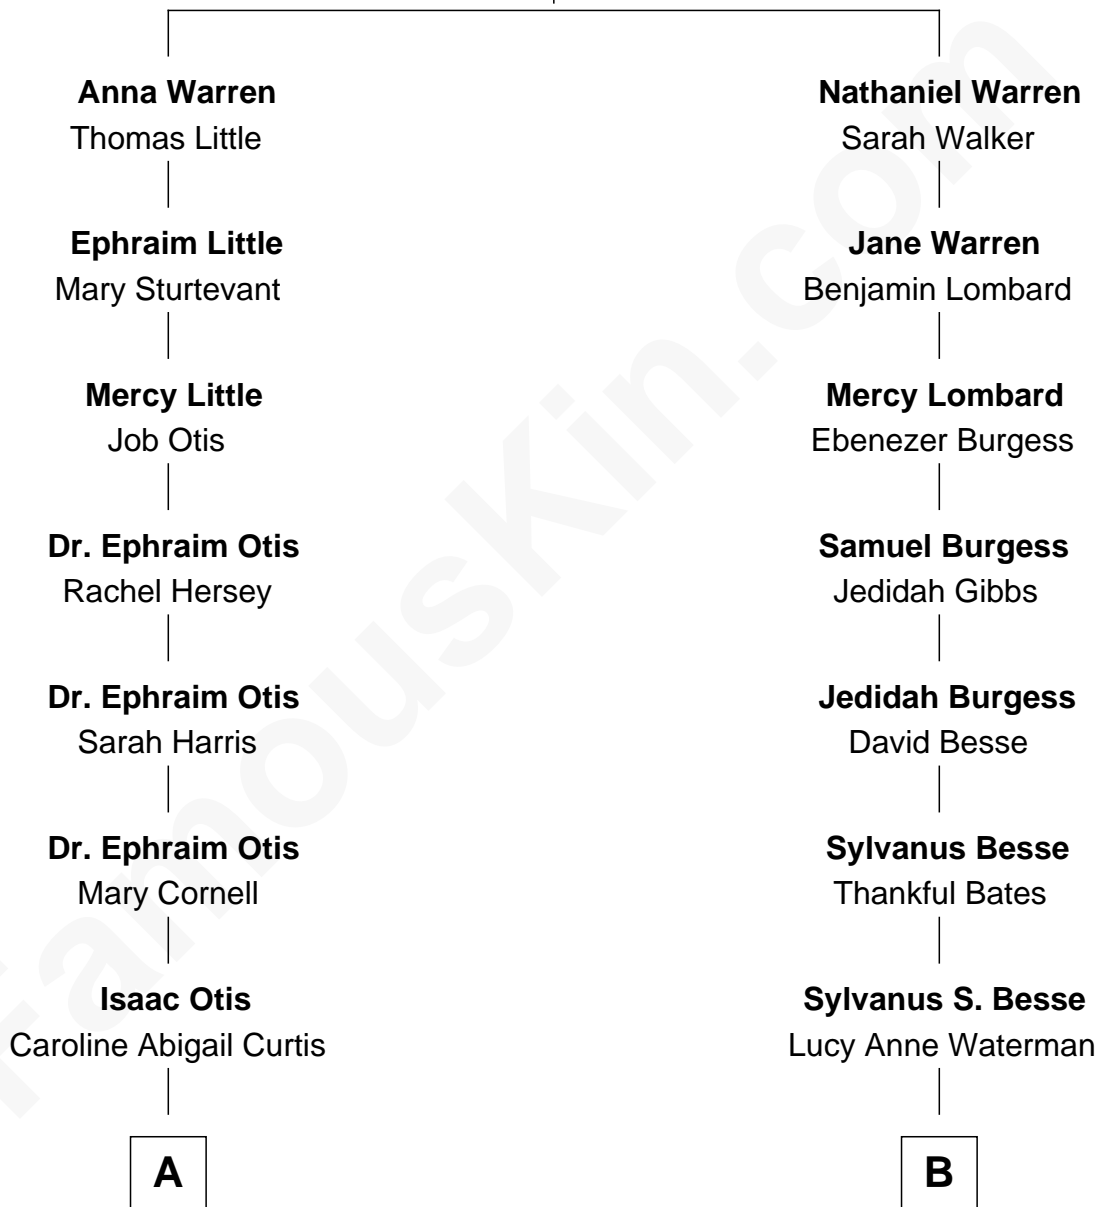 Anna Warren
Thomas Little
Ephraim Little
Mary Sturtevant
Mercy Little
Job Otis
Dr. Ephraim Otis
Rachel Hersey
Dr. Ephraim Otis
Sarah Harris
Dr. Ephraim Otis
Mary Cornell
Isaac Otis
Caroline Abigail Curtis
A
Nathaniel Warren
Sarah Walker
Jane Warren
Benjamin Lombard
Mercy Lombard
Ebenezer Burgess
Samuel Burgess
Jedidah Gibbs
Jedidah Burgess
David Besse
Sylvanus Besse
Thankful Bates
Sylvanus S. Besse
Lucy Anne Waterman
B
FamousKin.com